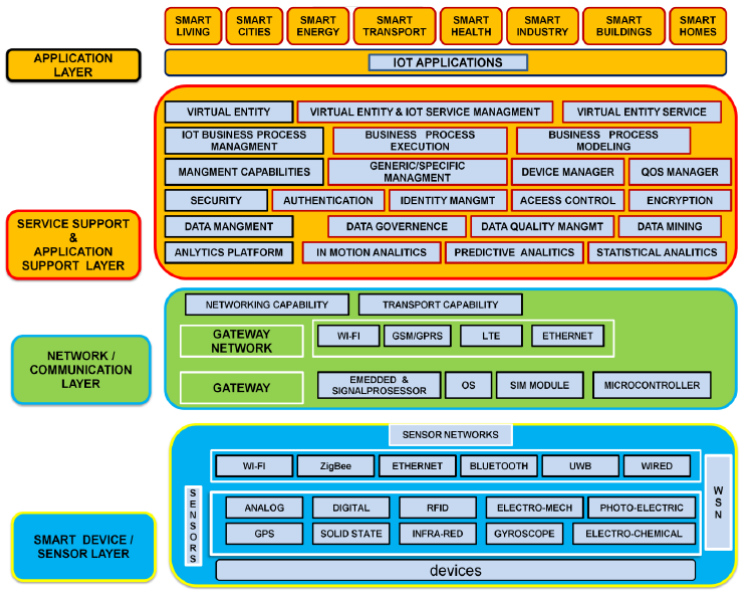 SMART LIVING
SMART CITIES
SMART ENERGY
SMART TRANSPORT
SMART HEALTH
SMART INDUSTRY
SMART BUILDINGS
SMART HOMES
APPLICATION
LAYER
IOT APPLICATIONS
SERVICE SUPPORT
&
APPLICATION
SUPPORT LAYER
VIRTUAL ENTITY
VIRTUAL ENTITY & IOT SERVICE MANAGMENT
VIRTUAL ENTITY SERVICE
IOT BUSINESS PROCESS
MANAGMENT
BUSINESS PROCESS
EXECUTION
BUSINESS PROCESS
MODELING
MANGMENT CAPABILITIES
GENERIC/SPECIFIC
MANAGMENT
DEVICE MANAGER
QOS MANAGER
SECURITY
AUTHENTICATION
IDENTITY MANGMT
ACEESS CONTROL
ENCRYPTION
DATA MANGMENT
DATA GOVERNENCE
DATA QUALITY MANGMT
DATA MINING
ANLYTICS PLATFORM
IN MOTION ANALITICS
PREDICTIVE ANALITICS
STATISTICAL ANALITICS
NETWORK /
COMMUNICATION
LAYER
NETWORKING CAPABILITY
TRANSPORT CAPABILITY
GATEWAY
NETWORK
WI-FI
GSM/GPRS
LTE
ETHERNET
GATEWAY
EMEDDED &
SIGNALPROSESSOR
OS
SIM MODULE
MICROCONTROLLER
SMART DEVICE /
SENSOR LAYER
SENSOR NETWORKS
WI-FI
ZigBee
ETHERNET
BLUETOOTH
UWB
WIRED
SENSORS
ANALOG
DIGITAL
RFID
ELECTRO-MECH
PHOTO-ELECTRIC
GPS
SOLID STATE
INFRA-RED
GYROSCOPE
ELECTRO-CHEMICAL
WSN
devices